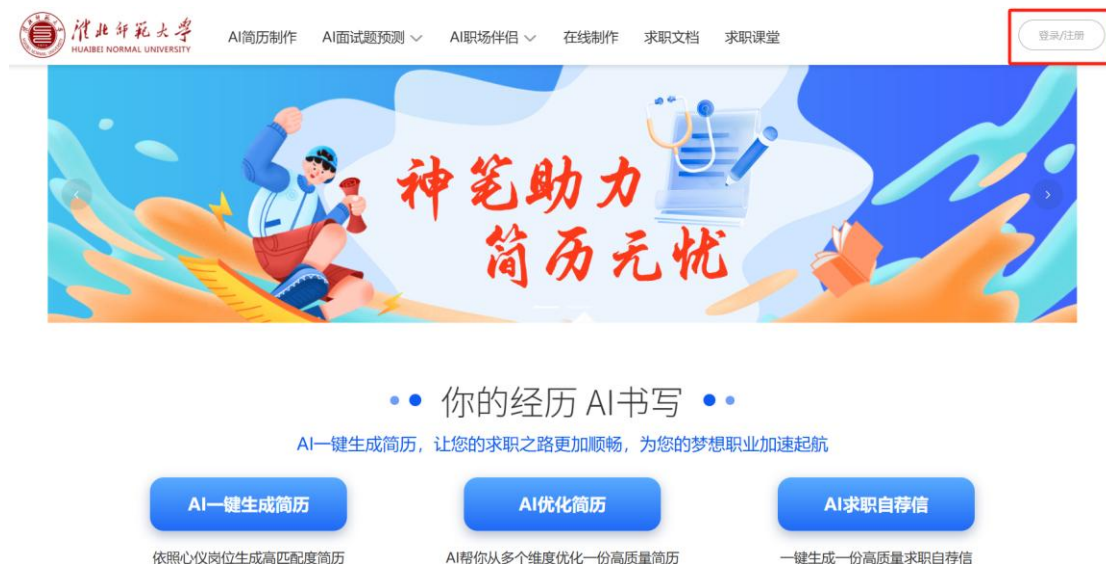 淮北师范大学
HUAIBEI NORMAL UNIVERSITY
AI简历制作 AI面试题预测 AI职场伴侣 在线制作 求职文档 求职课堂 登录/注册
神笔助力
简历无忧
你的经历 AI书写
AI一键生成简历，让您的求职之路更加顺畅，为您的梦想职业加速起航
AI一键生成简历 AI优化简历 AI求职自荐信
依照心仪岗位生成高匹配度简历 AI帮你从多个维度优化一份高质量简历 一键生成一份高质量求职自荐信